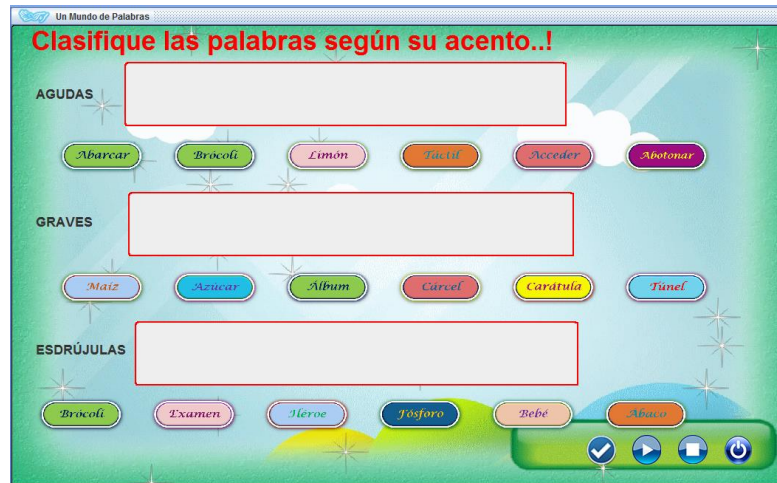 Un Mundo de Palabras
Clasifique las palabras según su acento..!
AGUDAS
Abarcar Brócoli Limón Táctil Acceder Abotonar
GRAVES
Maíz Azúcar Álbum Cárcel Carátula Túnel
ESDRÚJULAS
Brócoli Examen Héroe Fósforo Bebé Ábaco